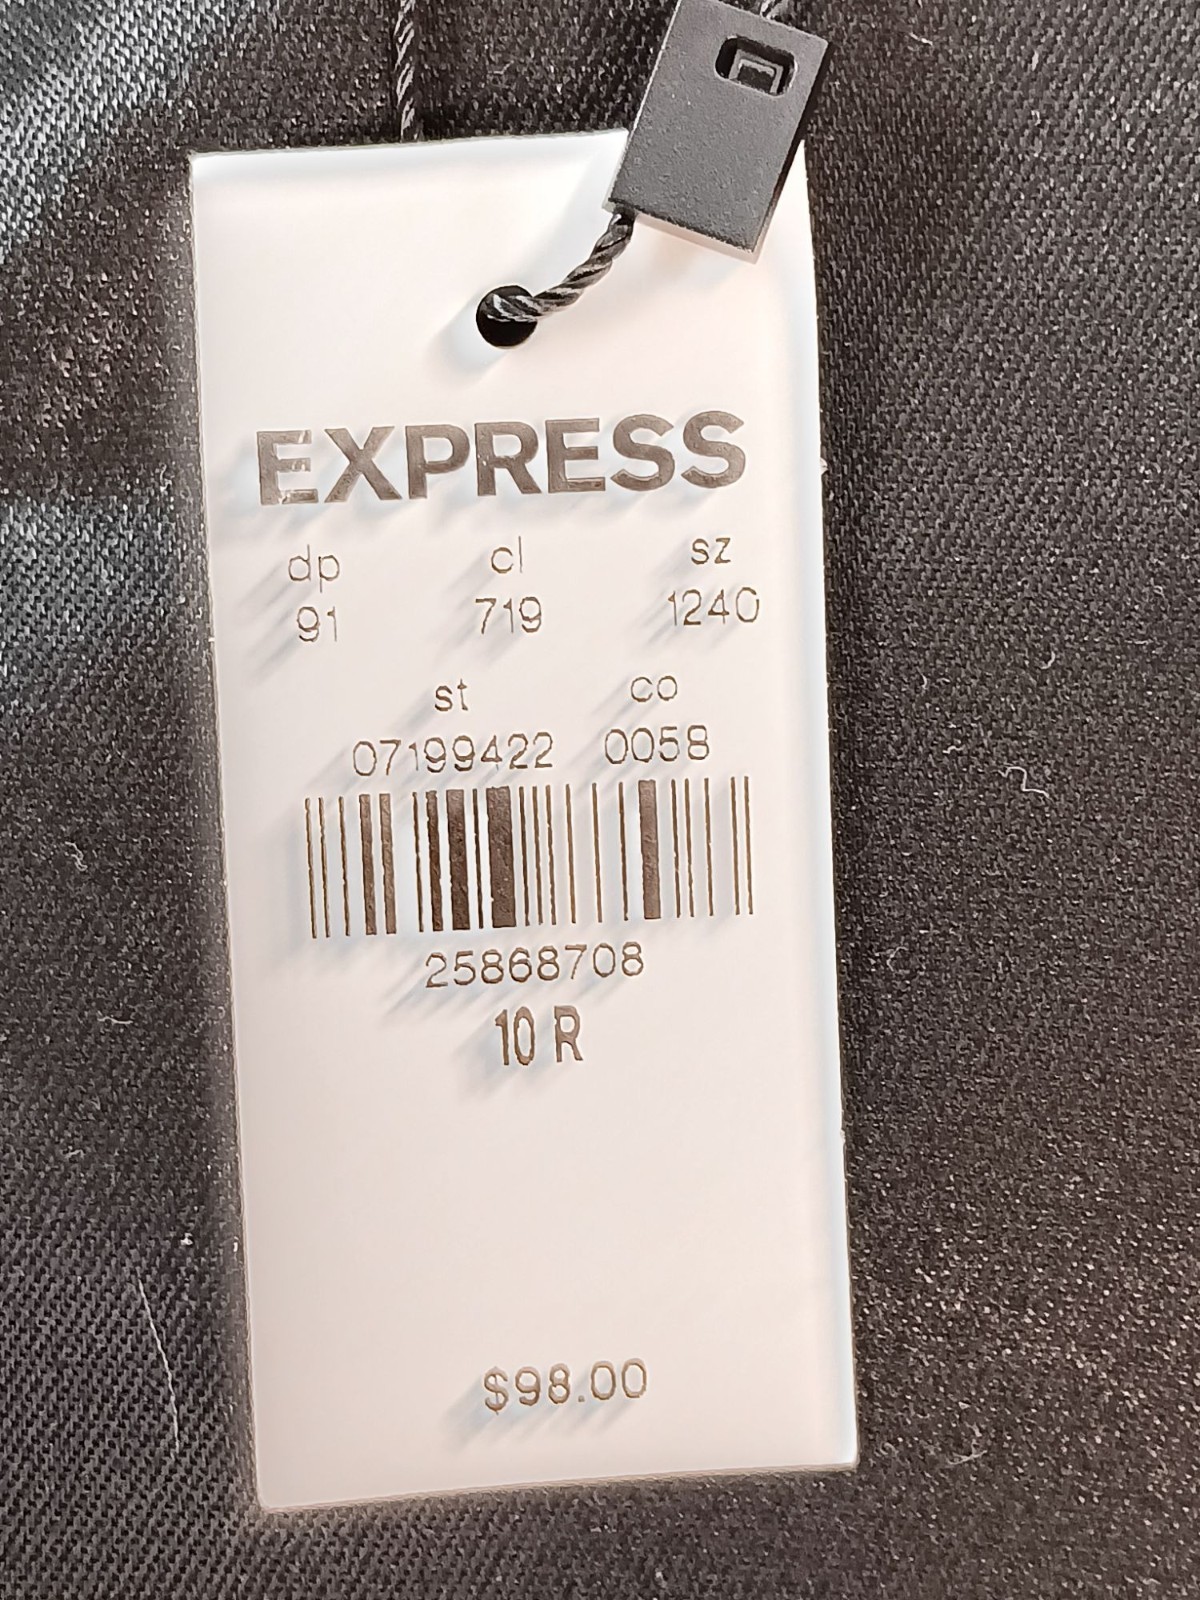 EXPRESS
dp cl sz
91 719 1240
st co
07199422 0058
25868708
10 R
$98.00